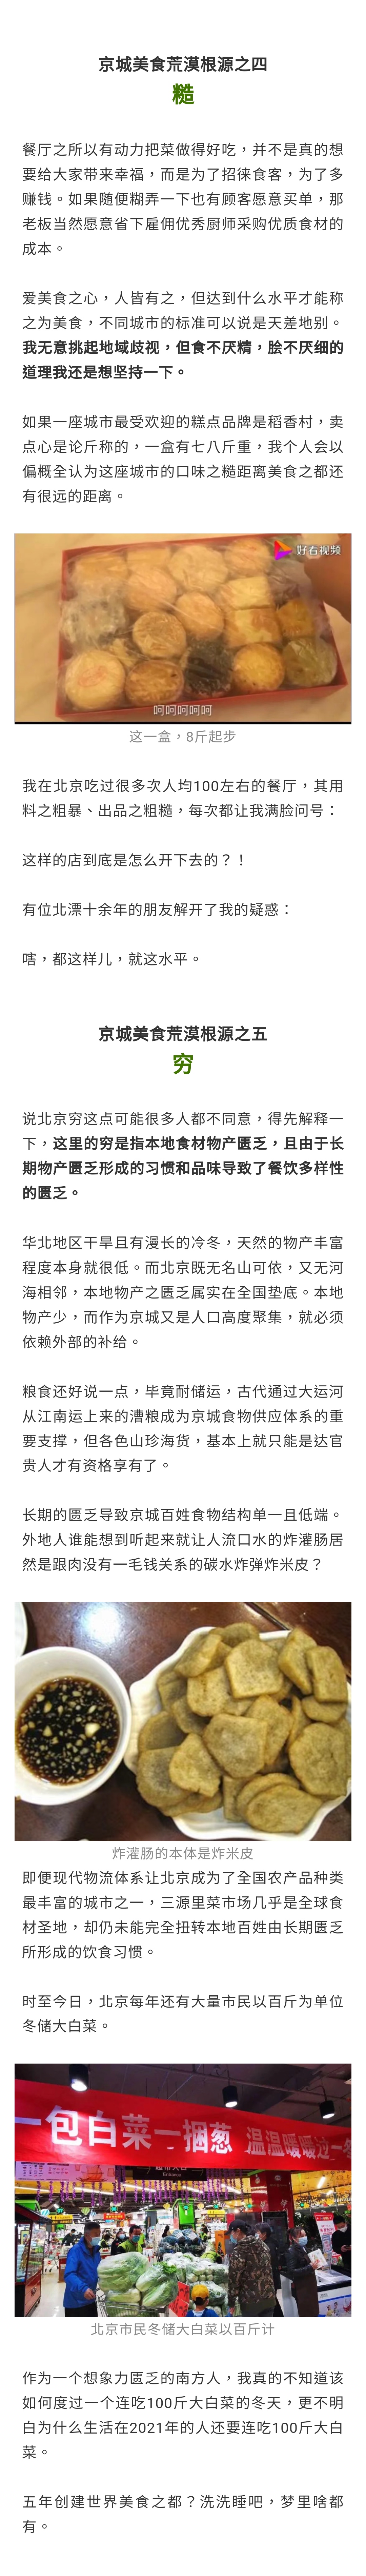 京城美食荒漠根源之四
糙
餐厅之所以有动力把菜做得好吃，并不是真的想
要给大家带来幸福，而是为了招徕食客，为了多
赚钱。如果随便糊弄一下也有顾客愿意买单，那
老板当然愿意省下雇佣优秀厨师采购优质食材的
成本。
爱美食之心，人皆有之，但达到什么水平才能称
之为美食，不同城市的标准可以说是天差地别。
我无意挑起地域歧视，但食不厌精，脍不厌细的
道理我还是想坚持一下。
如果一座城市最受欢迎的糕点品牌是稻香村，卖
点心是论斤称的，一盒有七八斤重，我个人会以
偏概全认为这座城市的口味之糙距离美食之都还
有很远的距离。
好看视频
呵呵呵呵呵
这一盒，8斤起步
我在北京吃过很多次人均100左右的餐厅，其用
料之粗暴、出品之粗糙，每次都让我满脸问号：
这样的店到底是怎么开下去的？！
有位北漂十余年的朋友解开了我的疑惑：
嗐，都这样儿，就这水平。
京城美食荒漠根源之五
穷
说北京穷这点可能很多人都不同意，得先解释一
下，这里的穷是指本地食材物产匮乏，且由于长
期物产匮乏形成的习惯和品味导致了餐饮多样性
的匮乏。
华北地区干旱且有漫长的冷冬，天然的物产丰富
程度本身就很低。而北京既无名山可依，又无河
海相邻，本地物产之匮乏属实在全国垫底。本地
物产少，而作为京城又是人口高度聚集，就必须
依赖外部的补给。
粮食还好说一点，毕竟耐储运，古代通过大运河
从江南运上来的漕粮成为京城食物供应体系的重
要支撑，但各色山珍海货，基本上就只能是达官
贵人才有资格享有了。
长期的匮乏导致京城百姓食物结构单一且低端。
外地人谁能想到听起来就让人流口水的炸灌肠居
然是跟肉没有一毛钱关系的碳水炸弹炸米皮？
炸灌肠的本体是炸米皮
即便现代物流体系让北京成为了全国农产品种类
最丰富的城市之一，三源里菜市场几乎是全球食
材圣地，却仍未能完全扭转本地百姓由长期匮乏
所形成的饮食习惯。
时至今日，北京每年还有大量市民以百斤为单位
冬储大白菜。
一包白菜一捆葱 温温暖暖过一冬
Entrance
北京市民冬储大白菜以百斤计
作为一个想象力匮乏的南方人，我真的不知道该
如何度过一个连吃100斤大白菜的冬天，更不明
白为什么生活在2021年的人还要连吃100斤大白
菜。
五年创建世界美食之都？洗洗睡吧，梦里啥都
有。